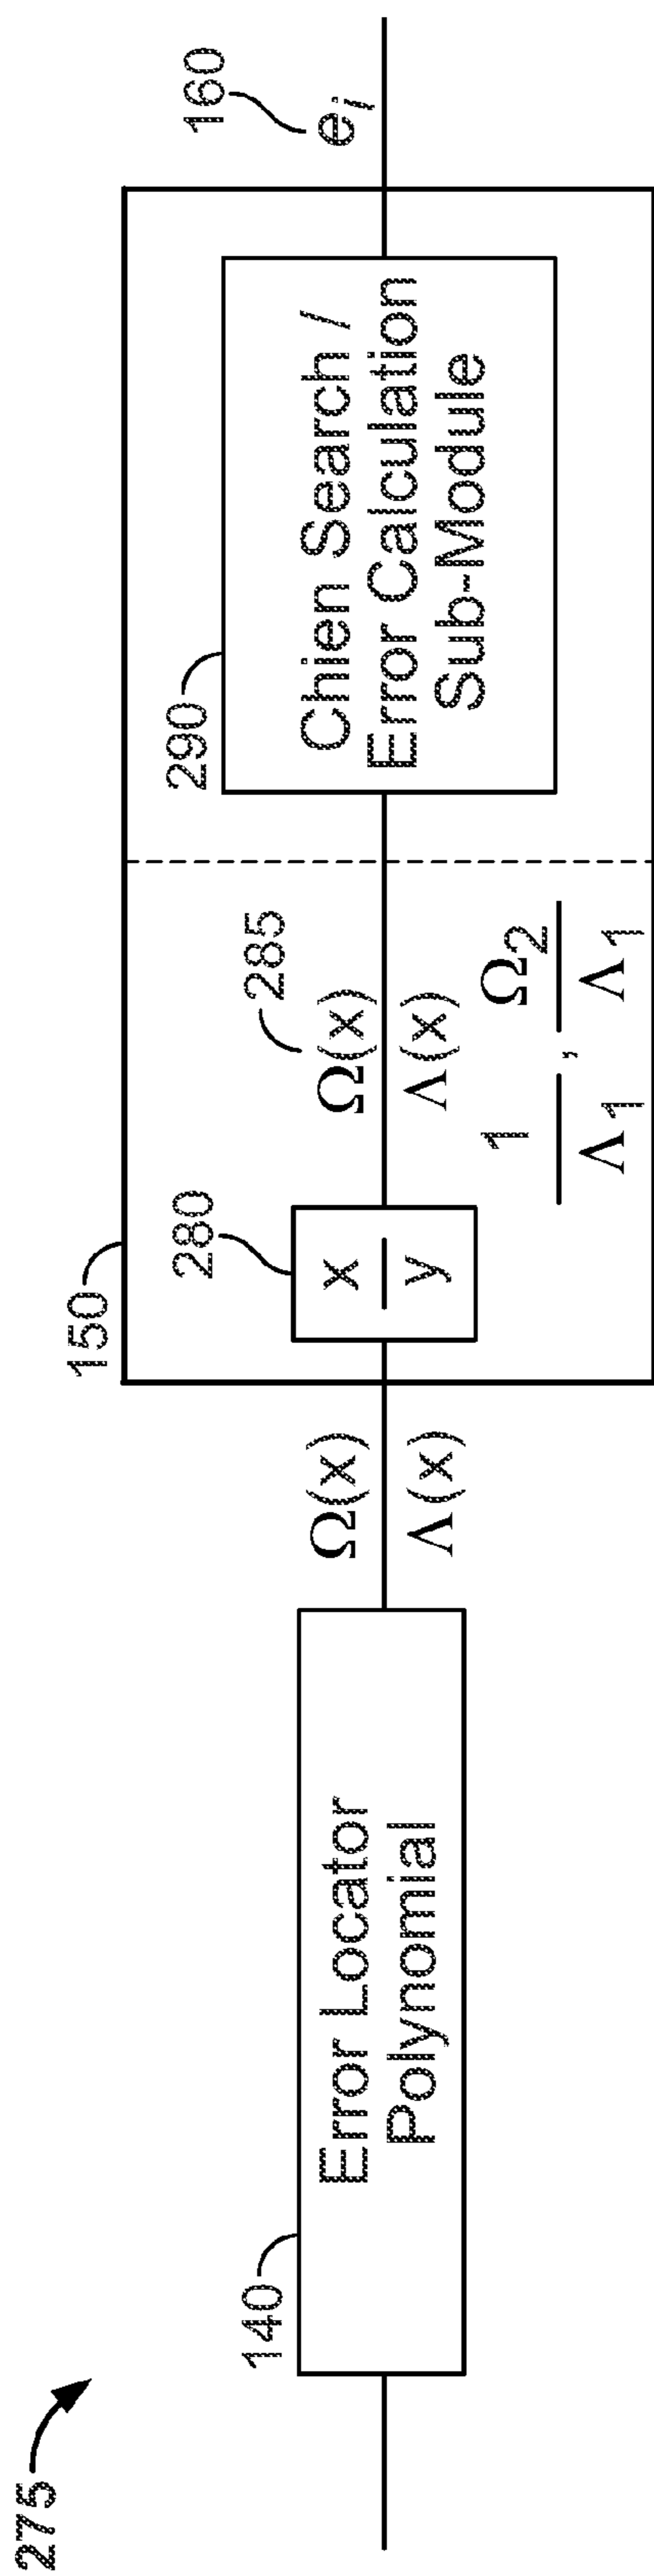 275
140
Error Locator
Polynomial
Ω(x)
Λ(x)
150
280
x
y
285
Ω(x)
Λ(x)
1 , Ω2
Λ1 Λ1
290
Chien Search /
Error Calculation
Sub-Module
160
ei